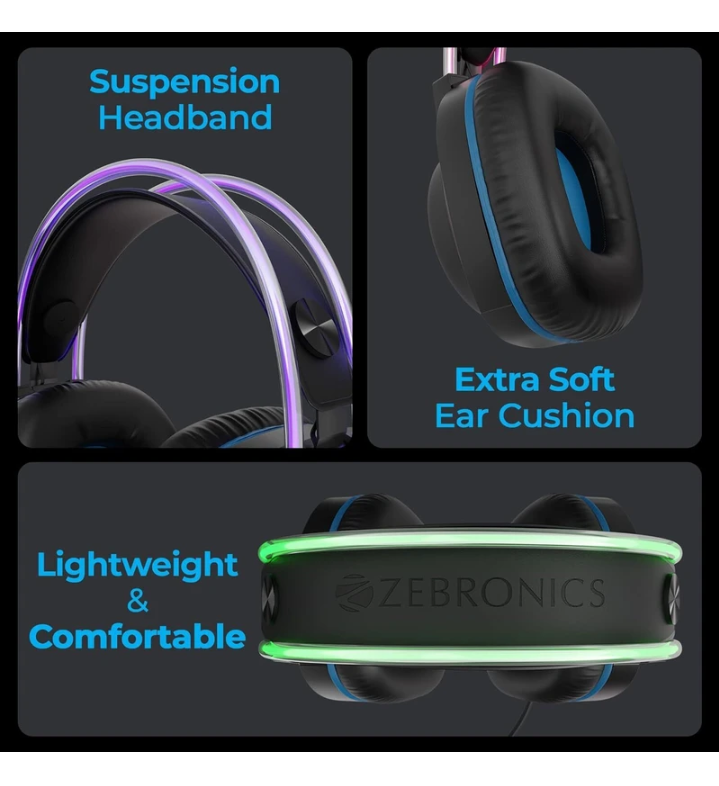 Suspension
Headband
Extra Soft
Ear Cushion
Lightweight
&
Comfortable
ZEBRONICS